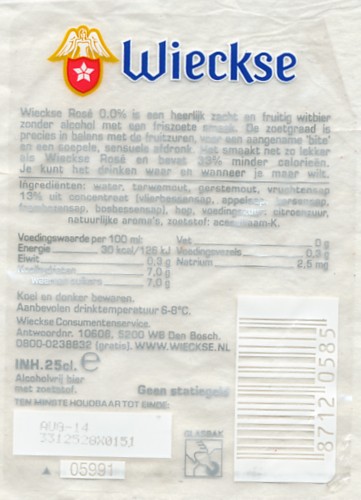 Wieckse
Wieckse Rosé 0.0% is een heerlijk zacht en fruitig witbier
zonder alcohol met een friszoete smaak. De zoetgraad is
precies in balans met de fruitzuren, voor een aangename 'bite'
en een soepele, sensuele afdronk. Het smaakt net zo lekker
als Wieckse Rosé en bevat 33% minder calorieën.
Je kunt het drinken waar en wanneer je maar wilt.
Ingrediënten: water, tarwemout, gerstemout, vruchtensap
13% uit concentraat (vlierbessensap, appelsap, kersensap,
bosbessensap), hop, voedingszuur: citroenzuur,
natuurlijke aroma's, zoetstof: acesulfaam-K.
Voedingswaarde per 100 ml:
Energie 30 kcal/126 kJ
Eiwit 0,3 g
Koolhydraten 7,0 g
waarvan suikers 7,0 g
Vet 0 g
Voedingsvezels 0,3 g
Natrium 2,5 mg
Koel en donker bewaren.
Aanbevolen drinktemperatuur 6-8°C.
Wieckse Consumentenservice.
Antwoordnr. 10608, 5200 WB Den Bosch.
0800-0238832 (gratis). WWW.WIECKSE.NL
INH. 25cl. e
Alcoholvrij bier
met zoetstof.
Geen statiegeld
TEN MINSTE HOUDBAAR TOT EINDE:
AUG-14
3312528X0151
05991
GLASBAK
8712 0585